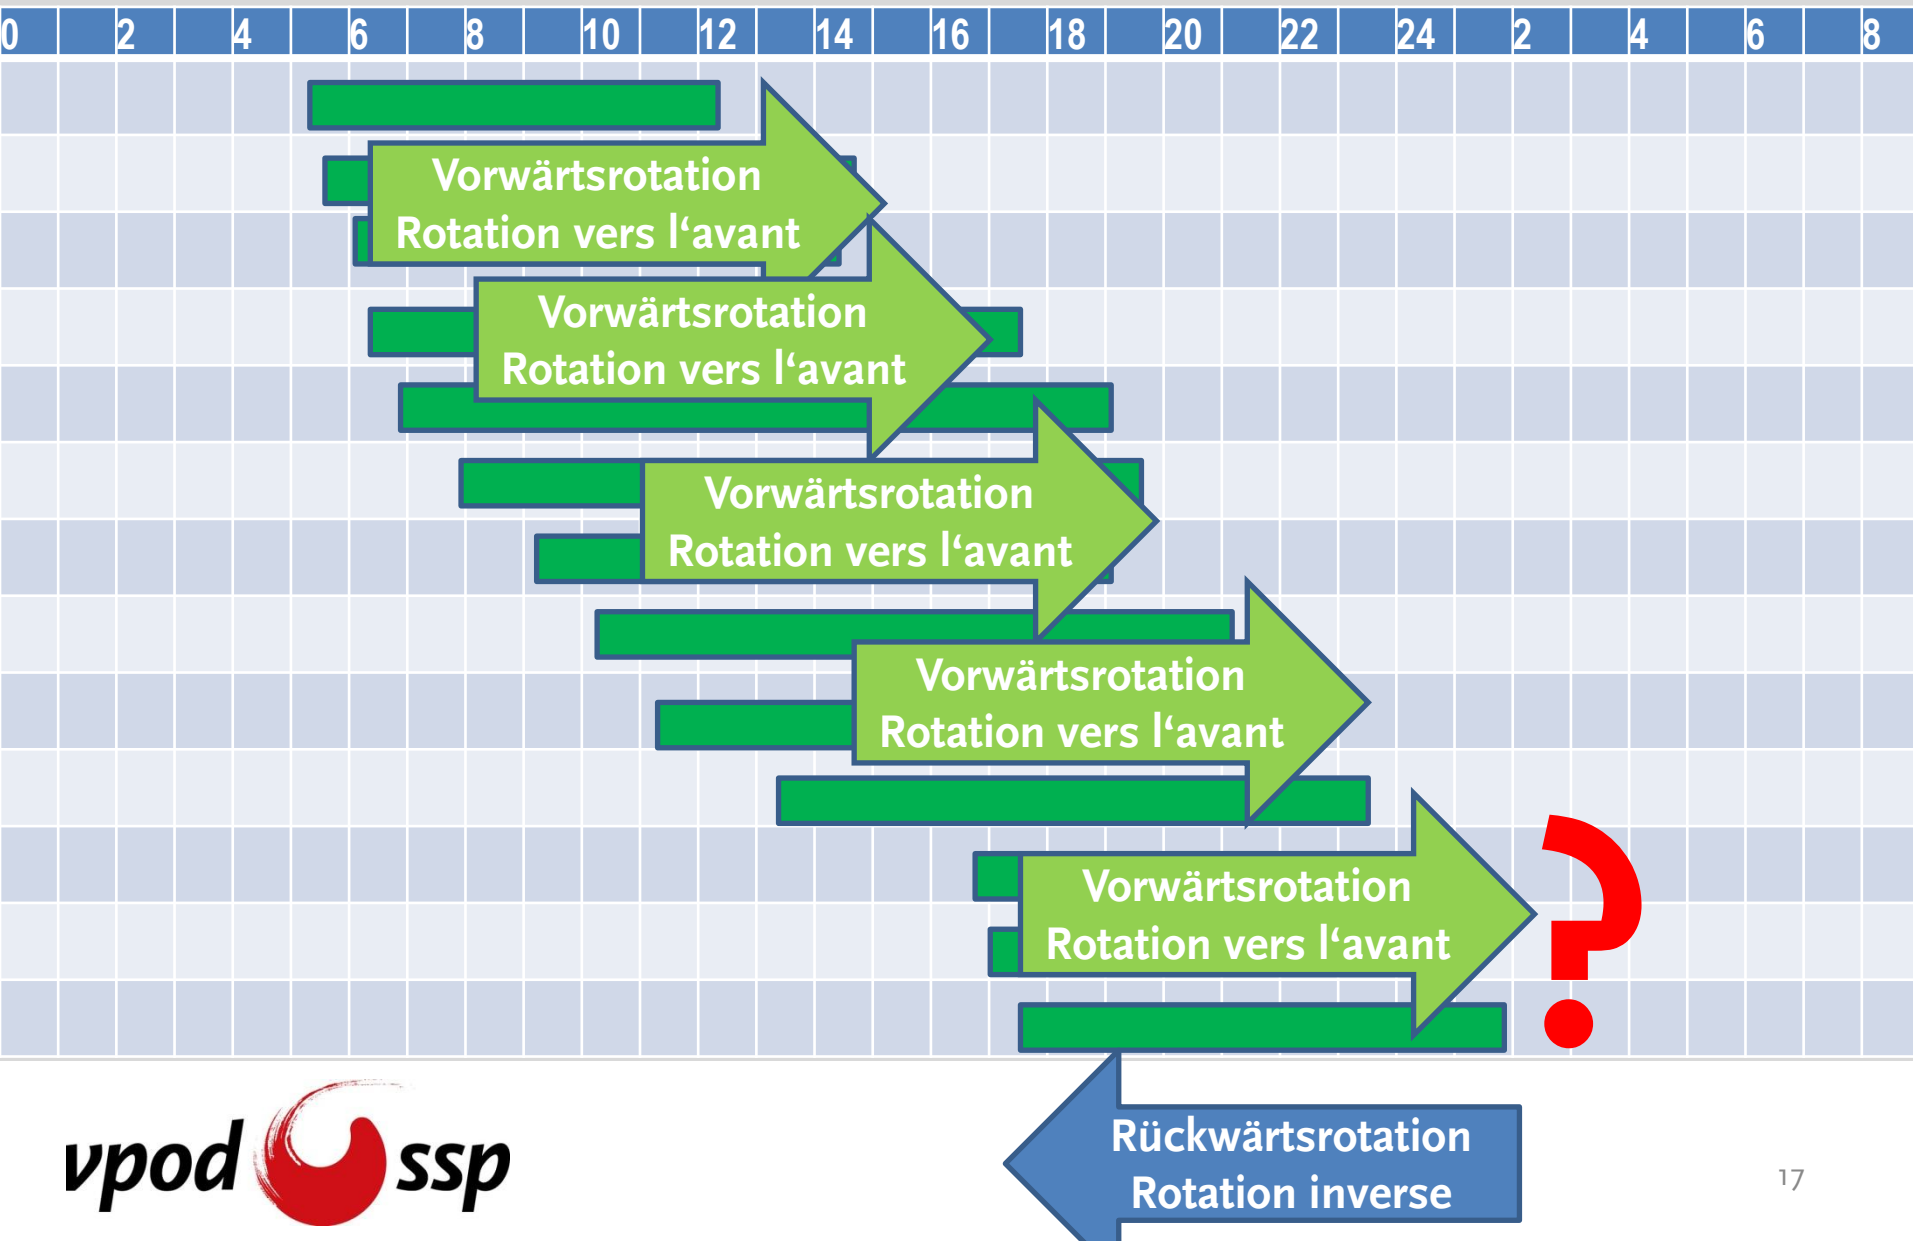 0 2 4 6 8 10 12 14 16 18 20 22 24 2 4 6 8
Vorwärtsrotation
Rotation vers l‘avant
Vorwärtsrotation
Rotation vers l‘avant
Vorwärtsrotation
Rotation vers l‘avant
Vorwärtsrotation
Rotation vers l‘avant
Vorwärtsrotation
Rotation vers l‘avant
?
Rückwärtsrotation
Rotation inverse
vpod ssp
17